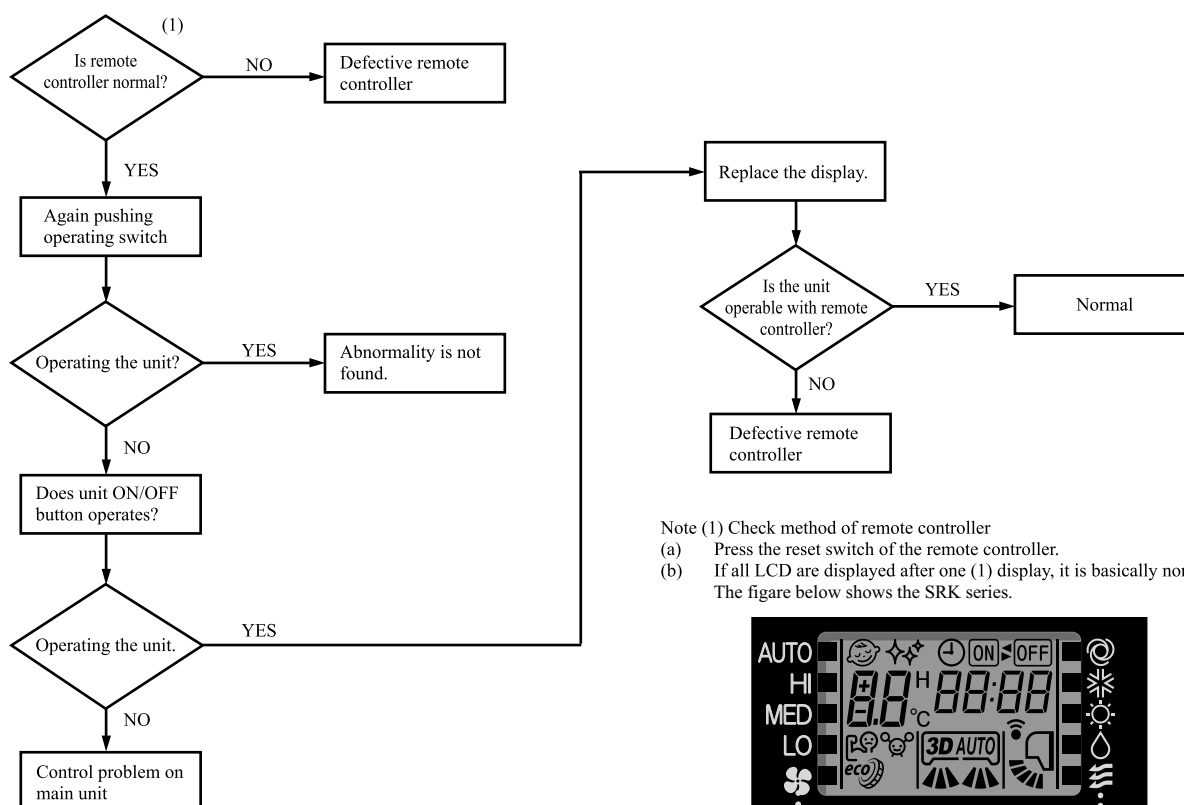 (1)
Is remote
controller normal?
NO
Defective remote
controller
YES
Again pushing
operating switch
Operating the unit?
YES
Abnormality is not
found.
NO
Does unit ON/OFF
button operates?
Operating the unit.
YES
NO
Control problem on
main unit
Replace the display.
Is the unit
operable with remote
controller?
YES
Normal
NO
Defective remote
controller
Note (1) Check method of remote controller
(a) Press the reset switch of the remote controller.
(b) If all LCD are displayed after one (1) display, it is basically
The figare below shows the SRK series.
AUTO
HI
MED
LO
ON OFF
+
-
8.8 H 88:88
°C
3D AUTO
eco